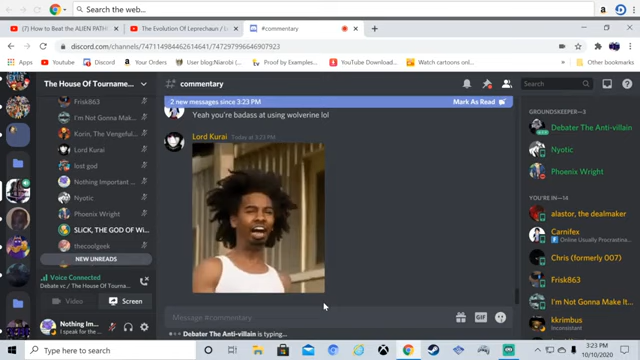 Search the web
(7) How to Beat the ALIEN PATH
The Evolution Of Leprechaun / L
#commentary
discord.com/channels/747114984462614641/747297996646907923
Apps
Bookmarks
Games
User blog:Nairobi (
Proof by Examples...
YouTube Download...
Watch cartoons onl...
Other bookmarks
The House Of Tourname...
commentary
Search
2 new messages since 3:23 PM
Mark As Read
Frisk863
I'm Not Gonna Make...
Korin, The Vengeful
Lord Kurai
lost god
Nothing Important
Nyotic
Phoenix Wright
SLICK, THE GOD OF Wi
thecoolgeek
NEW UNREADS
Voice Connected
Debate vc / The House Of Tourna...
Video
Screen
Nothing Im...
I speak for the...
Yeah you're badass at using wolverine lol
Lord Kurai Today at 3:23 PM
Message #commentary
GIF
Debater The Anti-villain is typing...
GROUNDSKEEPER—3
Debater The Anti-villain
Nyotic
Phoenix Wright
YOU'RE IN—14
alastor, the dealmaker
Carnifex
Online Usually Procrastina...
Chris (formerly 007)
Frisk863
I'm Not Gonna Make It...
kkrimbus
Inconsistent
Type here to search
3:23 PM
10/10/2020